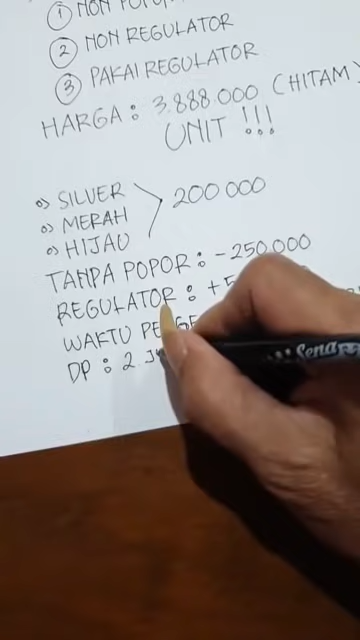 ① NON
② NON REGULATOR
③ PAKAI REGULATOR
HARGA : 3.888.000 (HITAM)
UNIT !!!
o) SILVER
o) MERAH > 200 000
o) HIJAU
TANPA POPOR : - 250.000
REGULATOR : +
WAKTU
DP : 2